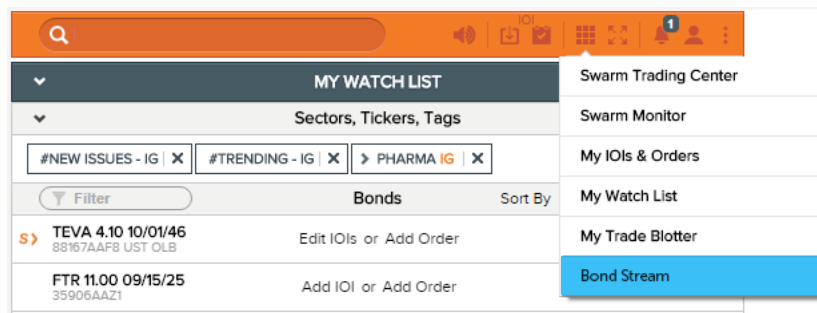 IOI
1
MY WATCH LIST
Sectors, Tickers, Tags
#NEW ISSUES - IG | X
#TRENDING - IG | X
> PHARMA IG | X
Filter
Bonds
Sort By
S> TEVA 4.10 10/01/46
88167AAF8 UST OLB
Edit IOIs or Add Order
FTR 11.00 09/15/25
35906AAZ1
Add IOI or Add Order
Swarm Trading Center
Swarm Monitor
My IOIs & Orders
My Watch List
My Trade Blotter
Bond Stream